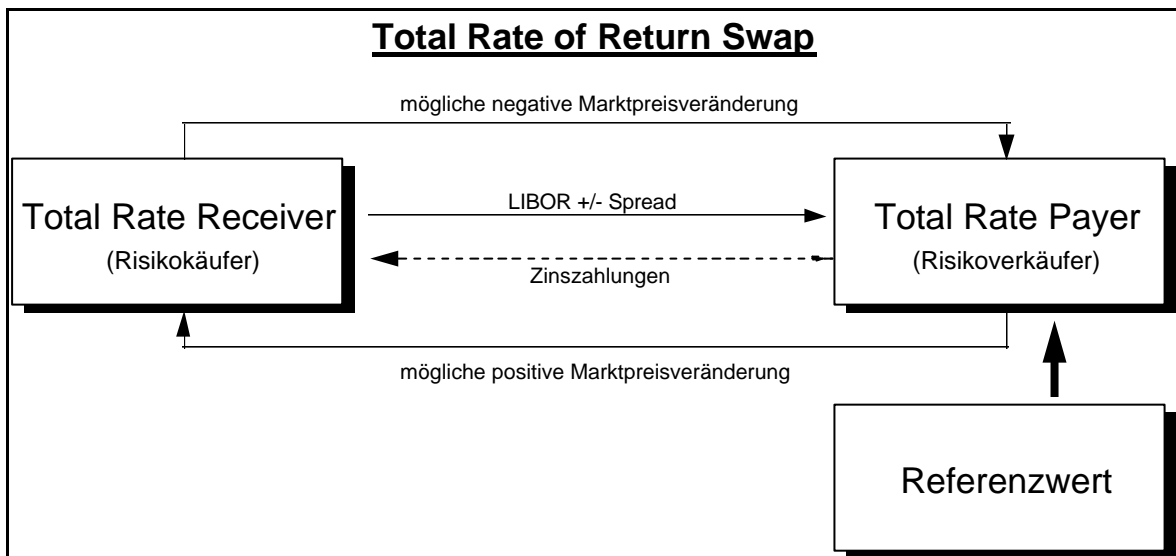 Total Rate of Return Swap
mögliche negative Marktpreisveränderung
Total Rate Receiver
(Risikokäufer)
LIBOR +/- Spread
Zinszahlungen
Total Rate Payer
(Risikoverkäufer)
mögliche positive Marktpreisveränderung
Referenzwert